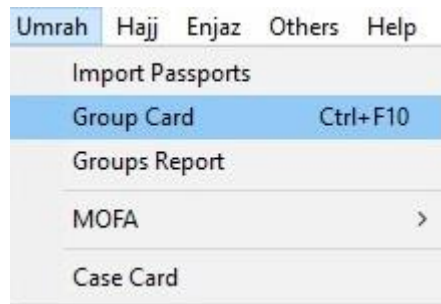 Umrah Hajj Enjaz Others Help
Import Passports
Group Card Ctrl+F10
Groups Report
MOFA >
Case Card